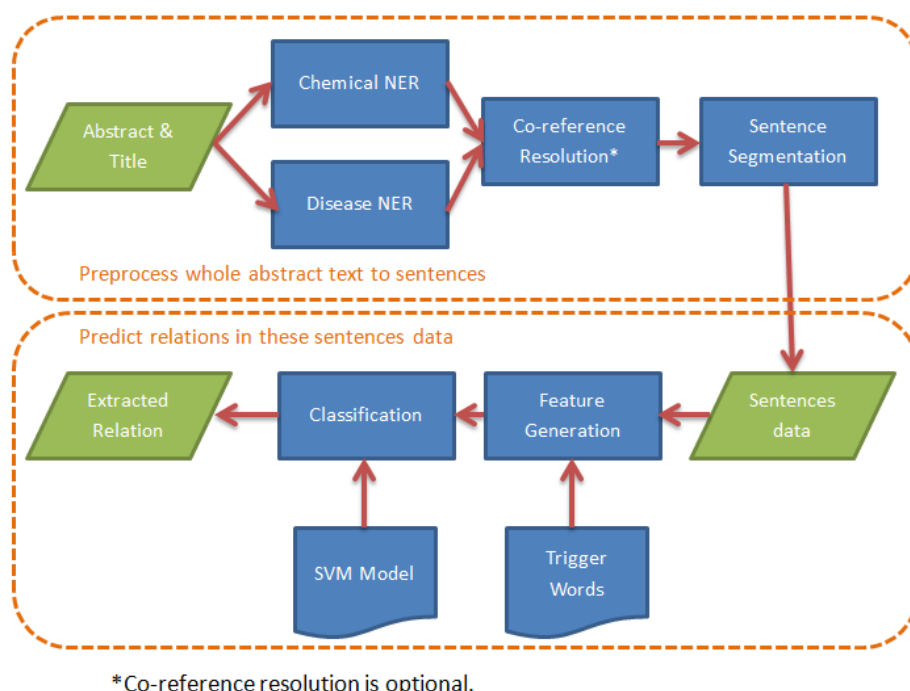 Chemical NER
Abstract &
Title
Co-reference
Resolution*
Sentence
Segmentation
Disease NER
Preprocess whole abstract text to sentences
Predict relations in these sentences data
Extracted
Relation
Classification
Feature
Generation
Sentences
data
SVM Model
Trigger
Words
*Co-reference resolution is optional.